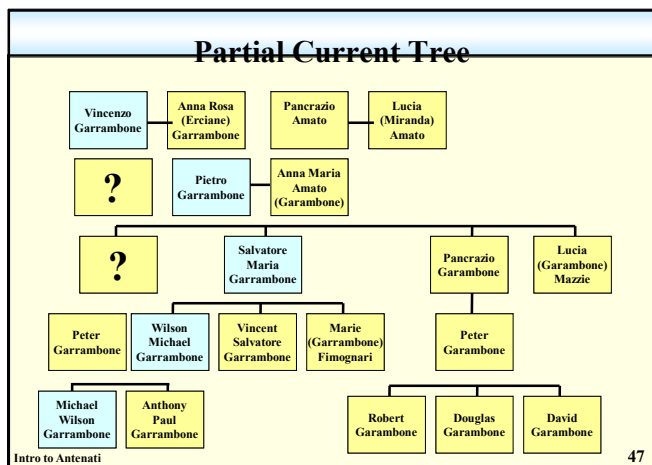 Partial Current Tree
Vincenzo
Garrambone
Anna Rosa
(Erciane)
Garrambone
Pancrazio
Amato
Lucia
(Miranda)
Amato
?
Pietro
Garrambone
Anna Maria
Amato
(Garambone)
?
Salvatore
Maria
Garrambone
Pancrazio
Garambone
Lucia
(Garambone)
Mazzie
Peter
Garrambone
Wilson
Michael
Garrambone
Vincent
Salvatore
Garrambone
Marie
(Garrambone)
Fimognari
Peter
Garambone
Michael
Wilson
Garrambone
Anthony
Paul
Garrambone
Robert
Garambone
Douglas
Garambone
David
Garambone
Intro to Antenati
47